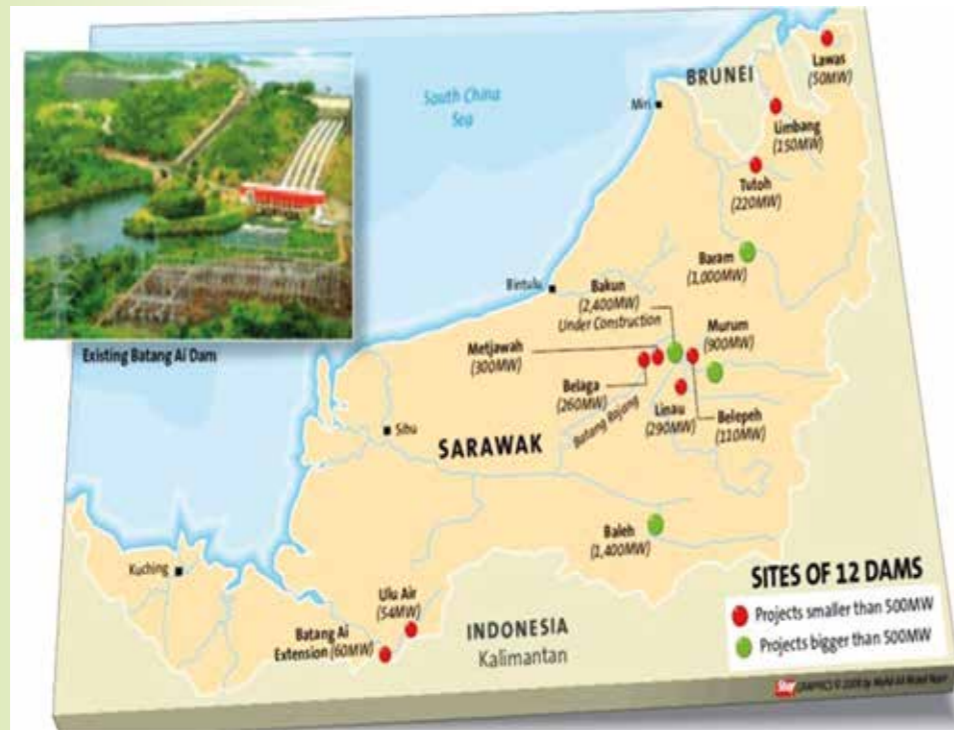 Lawas
(50MW)
BRUNEI
South China
Sea
Miri
Limbang
(150MW)
Tutoh
(220MW)
Baram
(1,000MW)
Bintulu
Bakun
(2,400MW)
Under Construction
Murum
(900MW)
Metjawah
(300MW)
Existing Batang Ai Dam
Belaga
(260MW)
Batang Rajang
Linau
(290MW)
Belepeh
(110MW)
Sibu
SARAWAK
Baleh
(1,400MW)
Kuching
Ulu Air
(54MW)
Batang Ai
Extension (60MW)
INDONESIA
Kalimantan
SITES OF 12 DAMS
Projects smaller than 500MW
Projects bigger than 500MW
GRAPHICS ©